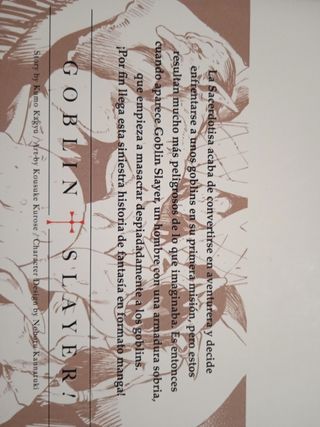 La Sacerdotisa acaba de convertirse en aventurera y decide
enfrentarse a unos goblins en su primera misión, pero estos
resultan mucho más peligrosos de lo que imaginaba. Es entonces
cuando aparece Goblin Slayer, un hombre con una armadura sobria,
que empieza a masacrar despiadadamente a los goblins.
¡Por fin llega esta siniestra historia de fantasía en formato manga!
GOBLIN SLAYER!
Story by Kumo Kagyu / Art by Kousuke Kurose / Character Design by Noboru Kannatuki